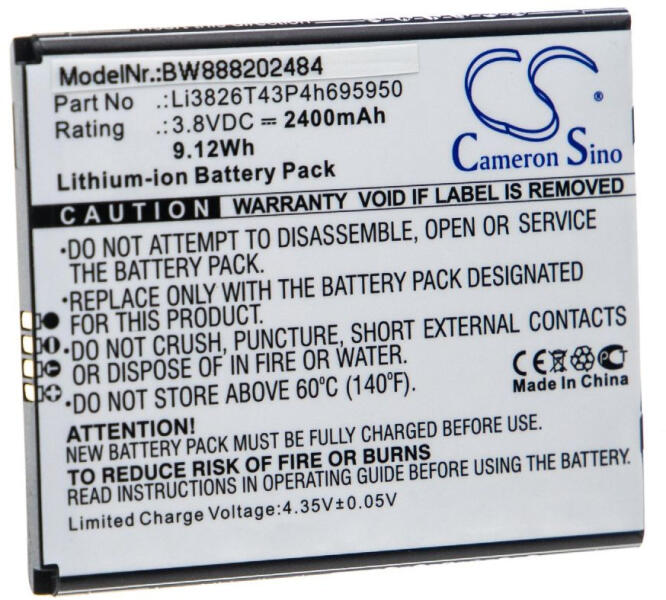 ModelNr.:BW888202484
Part No :Li3826T43P4h695950
Rating : 3.8VDC ⎓ 2400mAh
9.12Wh
Lithium-ion Battery Pack
CS
Cameron Sino
CAUTION WARRANTY VOID IF LABEL IS REMOVED
•DO NOT ATTEMPT TO DISASSEMBLE, OPEN OR SERVICE
THE BATTERY PACK.
•REPLACE ONLY WITH THE BATTERY PACK DESIGNATED
FOR THIS PRODUCT.
•DO NOT CRUSH, PUNCTURE, SHORT EXTERNAL CONTACTS
OR DISPOSE OF IN FIRE OR WATER.
•DO NOT STORE ABOVE 60°C (140°F).
CE
Made In China
ATTENTION!
NEW BATTERY PACK MUST BE FULLY CHARGED BEFORE USE.
TO REDUCE RISK OF FIRE OR BURNS
READ IN OPERATING GUIDE BEFORE USING THE BATTERY.
Limited Charge Voltage: 4.35V±0.05V